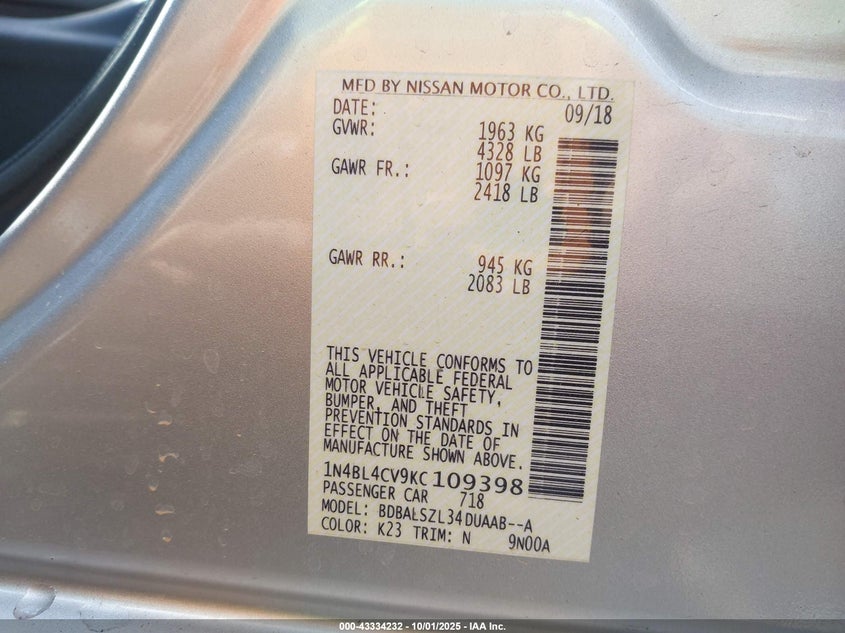 MFD BY NISSAN MOTOR CO., LTD.
DATE: 09/18
GVWR: 1963 KG
4328 LB
GAWR FR.: 1097 KG
2418 LB
GAWR RR.: 945 KG
2083 LB
THIS VEHICLE CONFORMS TO
ALL APPLICABLE FEDERAL
MOTOR VEHICLE SAFETY,
BUMPER, AND THEFT
PREVENTION STANDARDS IN
EFFECT ON THE DATE OF
MANUFACTURE SHOWN ABOVE.
1N4BL4CV9KC109398
PASSENGER CAR 718
MODEL: BDBALSZL34DUAAB--A
COLOR: K23 TRIM: N 9N00A
000-43334232 - 10/01/2025 - IAA Inc.